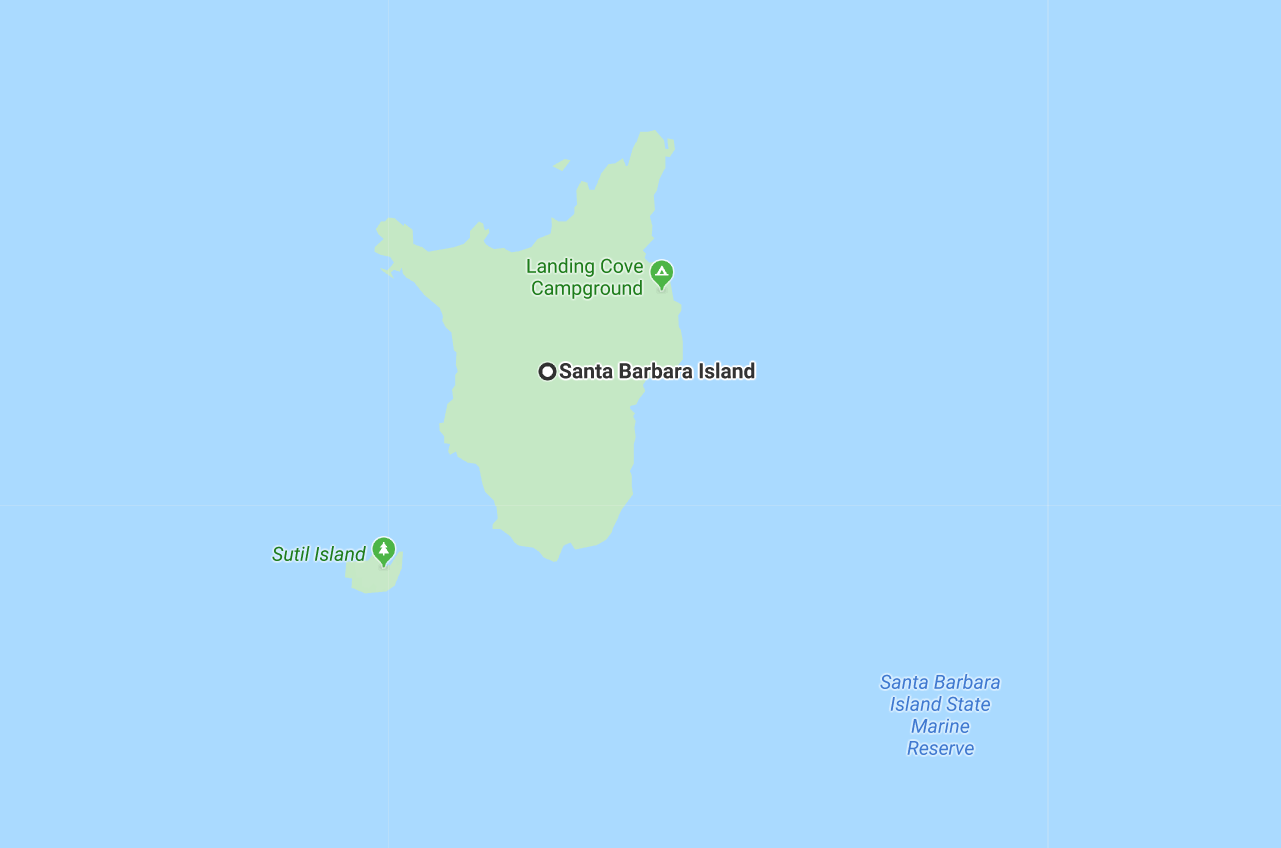 Landing Cove
Campground
Santa Barbara Island
Sutil Island
Santa Barbara
Island State
Marine
Reserve